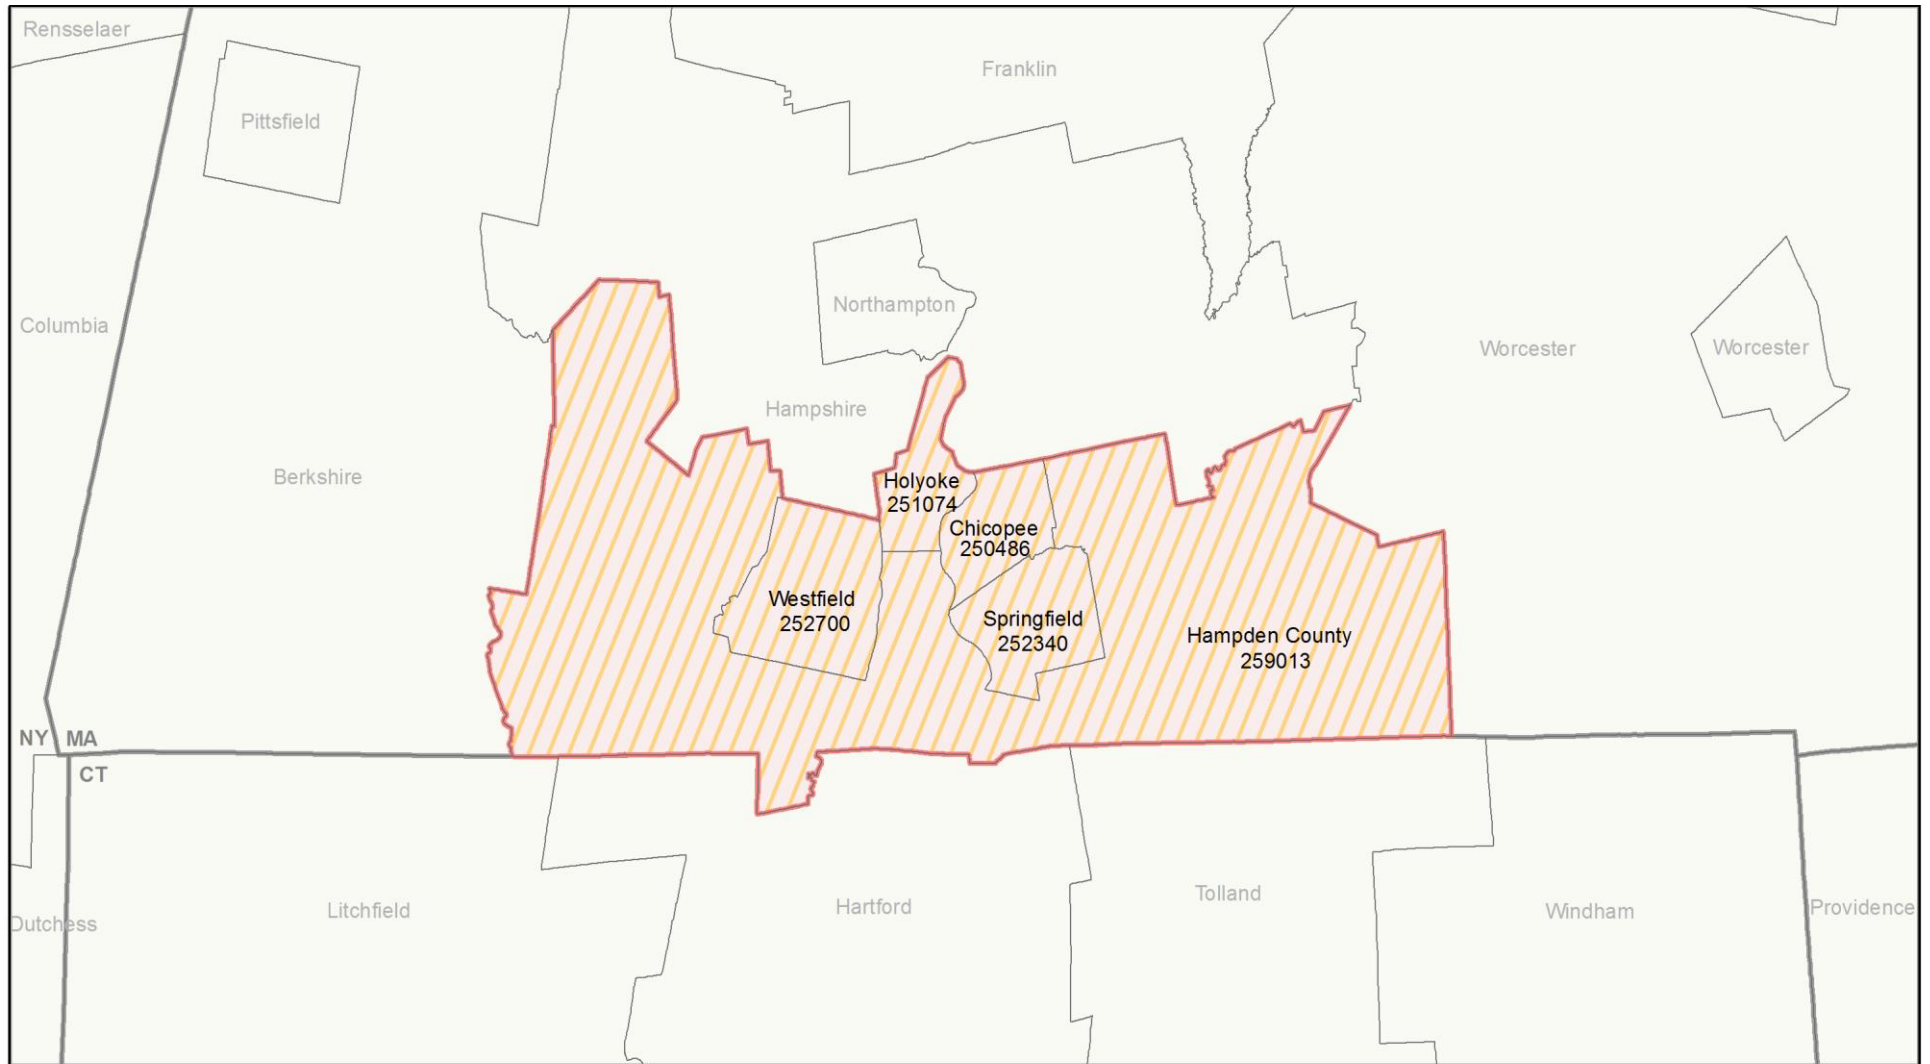 Rensselaer
Franklin
Pittsfield
Northampton
Columbia
Worcester
Worcester
Hampshire
Berkshire
Holyoke
251074
Chicopee
250486
Westfield
252700
Springfield
252340
Hampden County
259013
NY MA
CT
Dutchess
Litchfield
Hartford
Tolland
Windham
Providence